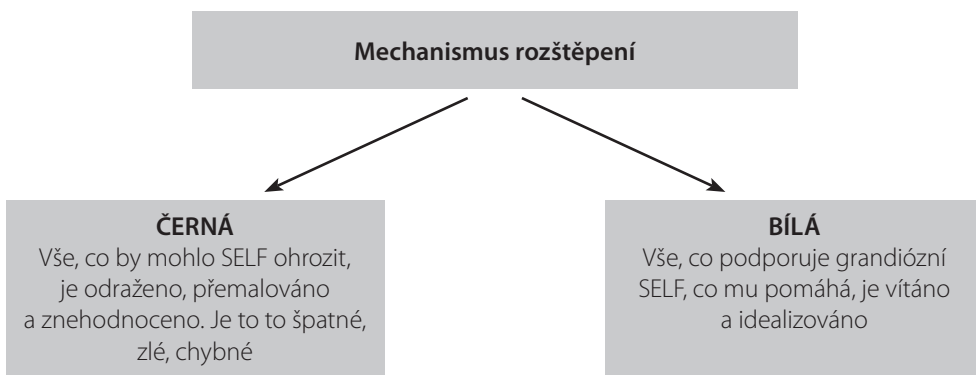 Mechanismus rozštěpení
ČERNÁ
Vše, co by mohlo SELF ohrozit,
je odraženo, přemalováno
a znehodnoceno. Je to to špatné,
zlé, chybné
BÍLÁ
Vše, co podporuje grandiózní
SELF, co mu pomáhá, je vítáno
a idealizováno